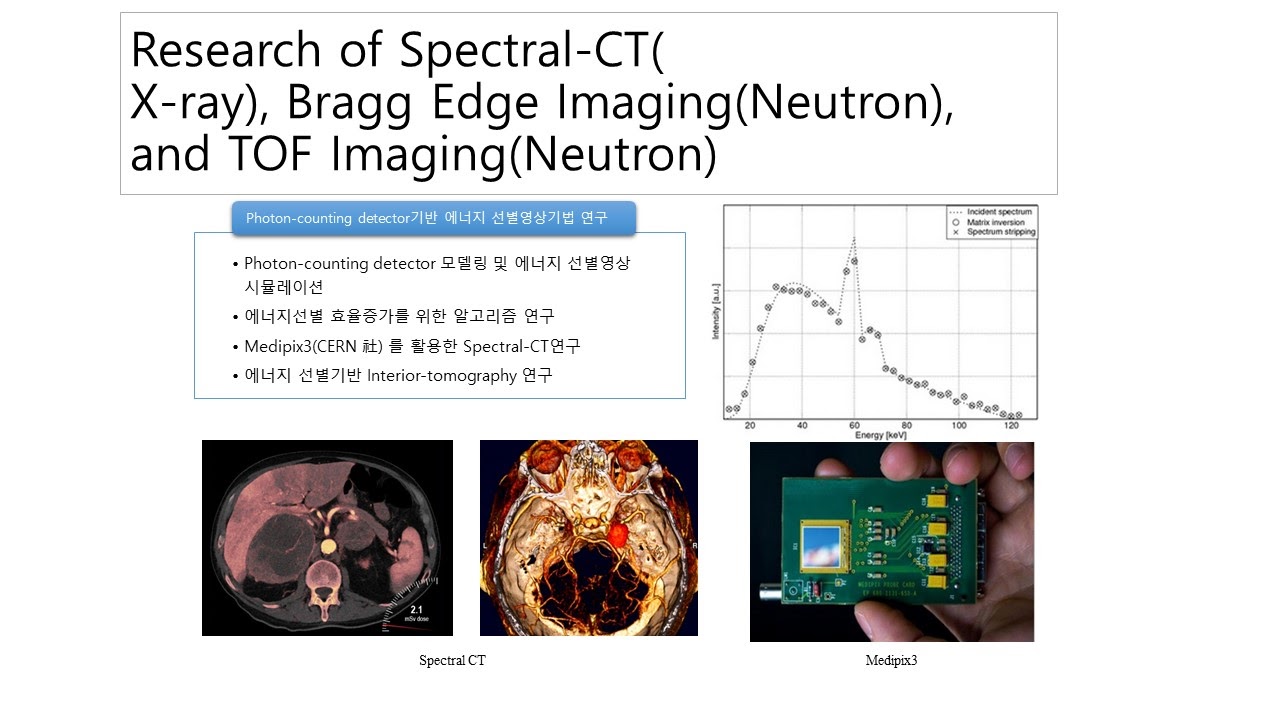 Research of Spectral-CT(
X-ray), Bragg Edge Imaging(Neutron),
and TOF Imaging(Neutron)
Photon-counting detector기반 에너지 선별영상기법 연구
• Photon-counting detector 모델링 및 에너지 선별영상
시뮬레이션
• 에너지선별 효율증가를 위한 알고리즘 연구
• Medipix3(CERN 社) 를 활용한 Spectral-CT연구
• 에너지 선별기반 Interior-tomography 연구
Incident spectrum
Matrix inversion
Spectrum stripping
Intensity [a.u.]
20 40 60 80 100 120
Energy [keV]
2.1
mSv dose
L R
MEDIPIX PROBE CARD
Spectral CT
Medipix3